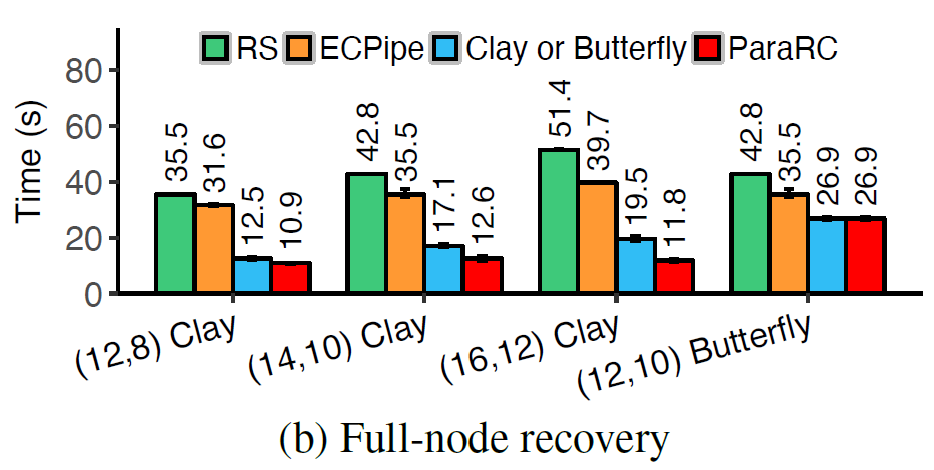 RS ECPipe Clay or Butterfly ParaRC
Time (s)
80
60
40
20
0
35.5 31.6 12.5 10.9
42.8 35.5 17.1 12.6
51.4 39.7 19.5 11.8
42.8 35.5 26.9 26.9
(12,8) Clay
(14,10) Clay
(16,12) Clay
(12,10) Butterfly
(b) Full-node recovery